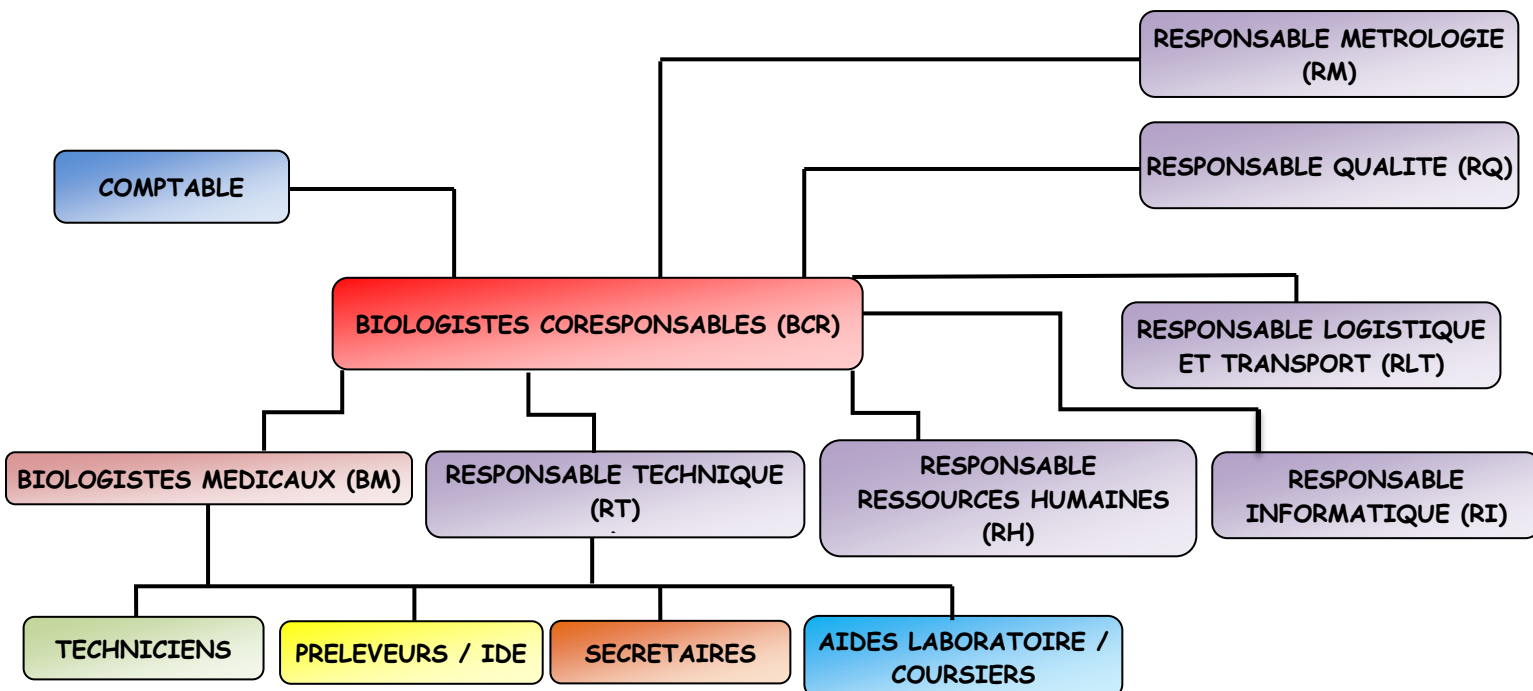 RESPONSABLE METROLOGIE
(RM)
RESPONSABLE QUALITE (RQ)
COMPTABLE
BIOLOGISTES CORESPONSABLES (BCR)
RESPONSABLE LOGISTIQUE
ET TRANSPORT (RLT)
BIOLOGISTES MEDICAUX (BM)
RESPONSABLE TECHNIQUE
(RT)
RESPONSABLE
RESSOURCES HUMAINES
(RH)
RESPONSABLE
INFORMATIQUE (RI)
TECHNICIENS
PRELEVEURS / IDE
SECRETAIRES
AIDES LABORATOIRE /
COURSIERS